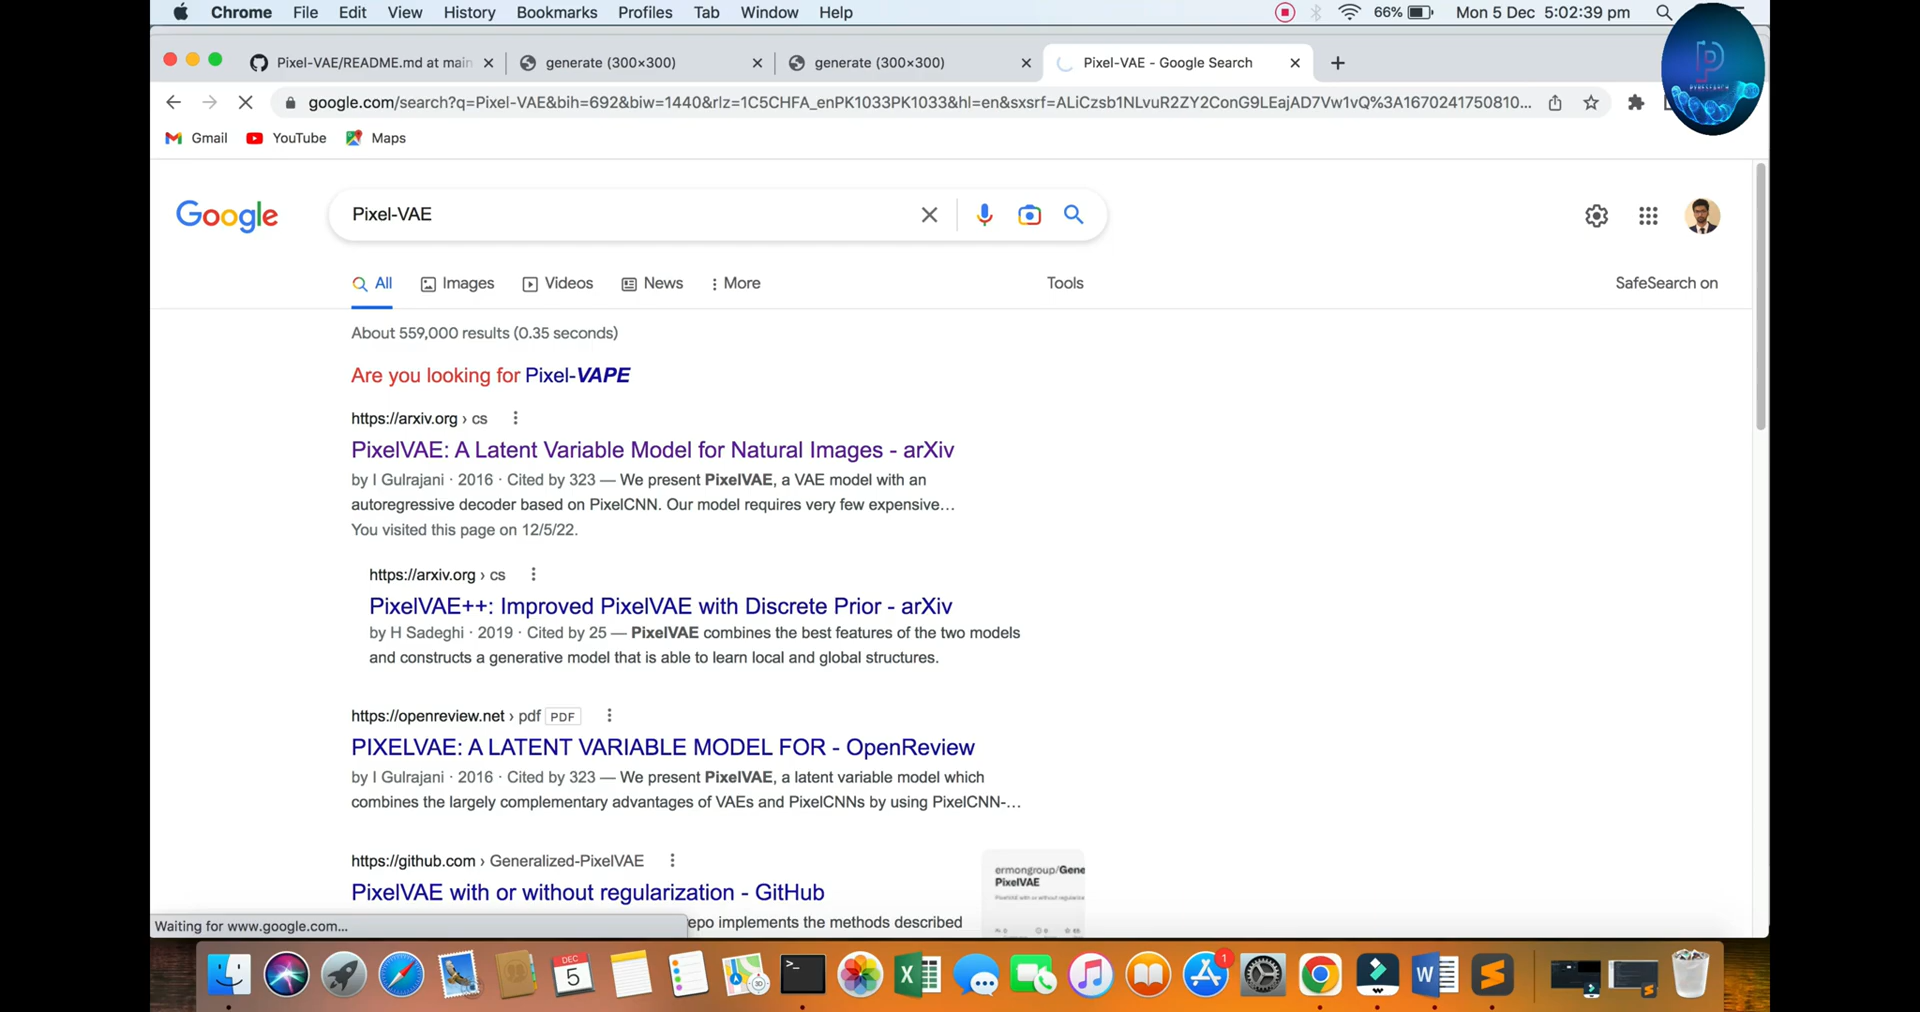 Chrome File Edit View History Bookmarks Profiles Tab Window Help 66% Mon 5 Dec 5:02:39 pm
Pixel-VAE/README.md at main generate (300×300) generate (300×300) Pixel-VAE - Google Search
google.com/search?q=Pixel-VAE&bih=692&biw=1440&rlz=1C5CHFA_enPK1033PK1033&hl=en&sxsrf=ALiCzsb1NLvuR2ZY2ConG9LEajAD7Vw1vQ%3A1670241750810...
Gmail YouTube Maps
Google Pixel-VAE
All Images Videos News More Tools SafeSearch on
About 559,000 results (0.35 seconds)
Are you looking for Pixel-VAPE
https://arxiv.org › cs
PixelVAE: A Latent Variable Model for Natural Images - arXiv
by I Gulrajani · 2016 · Cited by 323 — We present PixelVAE, a VAE model with an
autoregressive decoder based on PixelCNN. Our model requires very few expensive…
You visited this page on 12/5/22.
https://arxiv.org › cs
PixelVAE++: Improved PixelVAE with Discrete Prior - arXiv
by H Sadeghi · 2019 · Cited by 25 — PixelVAE combines the best features of the two models
and constructs a generative model that is able to learn local and global structures.
https://openreview.net › pdf PDF
PIXELVAE: A LATENT VARIABLE MODEL FOR - OpenReview
by I Gulrajani · 2016 · Cited by 323 — We present PixelVAE, a latent variable model which
combines the largely complementary advantages of VAEs and PixelCNNs by using PixelCNN-…
https://github.com › Generalized-PixelVAE
ermongroup/Gene
PixelVAE
PixelVAE with or without regularization - GitHub
epo implements the methods described
Waiting for www.google.com...
DEC
5
3D
1